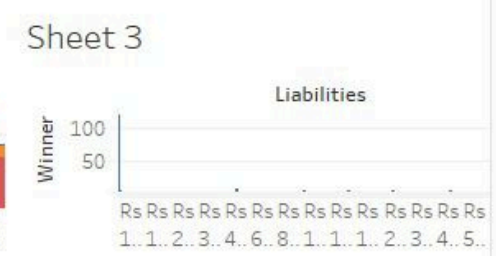 Sheet 3
Liabilities
Winner
100
50
Rs Rs Rs Rs Rs Rs Rs Rs Rs Rs Rs Rs Rs Rs
1.. 1.. 2.. 3.. 4.. 6.. 8.. 1.. 1.. 1.. 2.. 3.. 4.. 5..